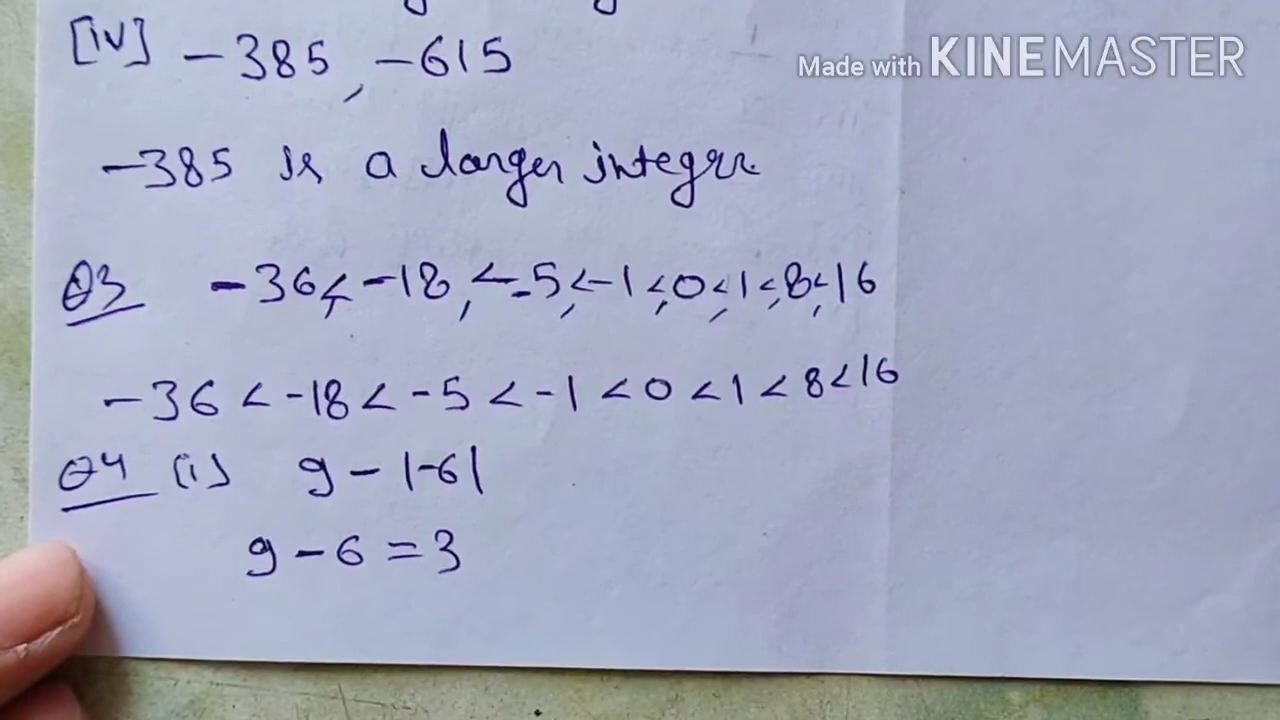 [iv] -385, -615
Made with KINEMASTER
-385 is a larger integer
Q3 -36<, -18, <-5,<-1<,0<,1<,8<,16
-36 < -18 < -5 < -1 < 0 < 1 < 8 < 16
Q4 (i) 9 - |-6|
9 - 6 = 3